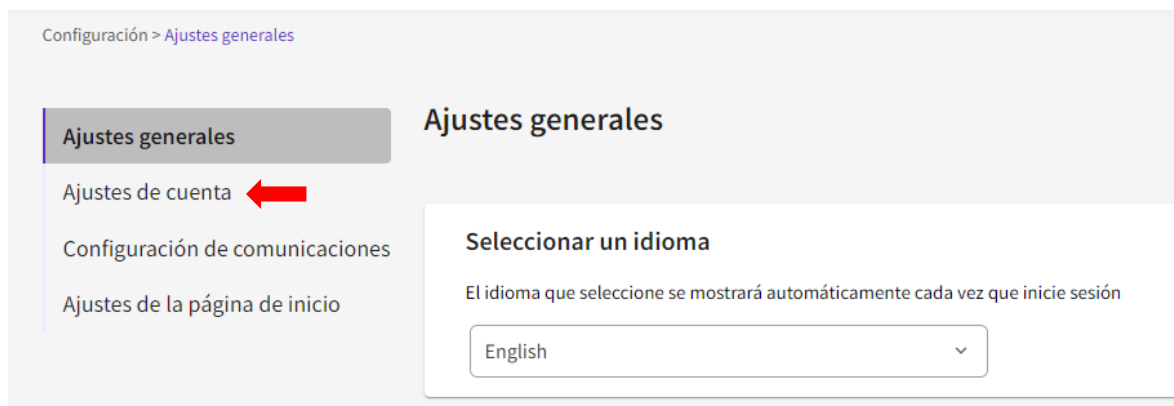 Configuración > Ajustes generales
Ajustes generales
Ajustes de cuenta
Configuración de comunicaciones
Ajustes de la página de inicio
Ajustes generales
Seleccionar un idioma
El idioma que seleccione se mostrará automáticamente cada vez que inicie sesión
English